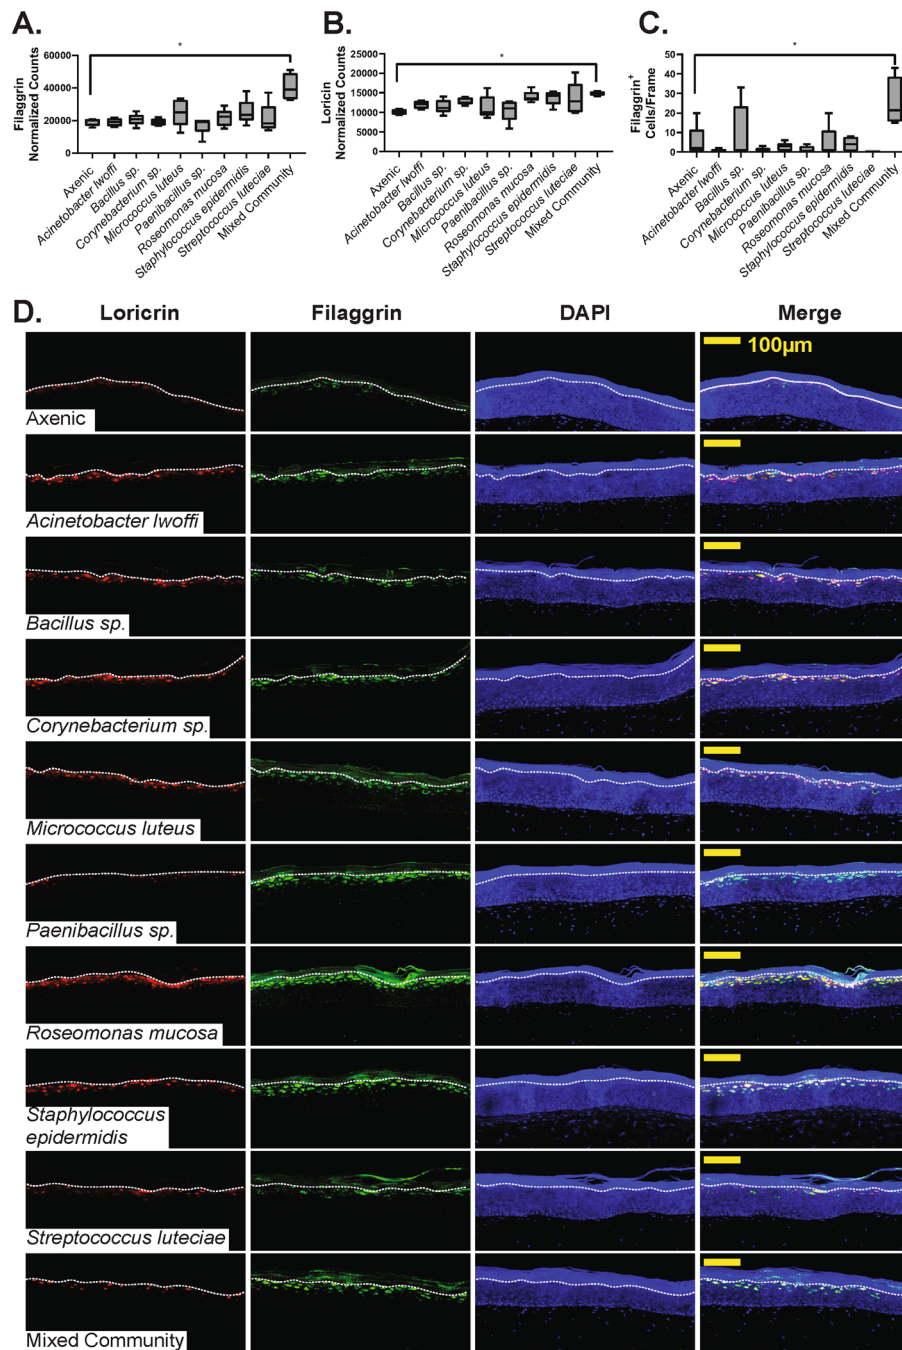 A.
B.
C.
*
*
*
Filaggrin
Normalized Counts
60000
40000
20000
0
Axenic
Acinetobacter lwoffi
Bacillus sp.
Corynebacterium sp.
Micrococcus luteus
Paenibacillus sp.
Roseomonas mucosa
Staphylococcus epidermidis
Streptococcus luteciae
Mixed Community
Loricin
Normalized Counts
25000
20000
15000
10000
5000
0
Axenic
Acinetobacter lwoffi
Bacillus sp.
Corynebacterium sp.
Micrococcus luteus
Paenibacillus sp.
Roseomonas mucosa
Staphylococcus epidermidis
Streptococcus luteciae
Mixed Community
Filaggrin+
Cells/Frame
50
40
30
20
10
0
Axenic
Acinetobacter lwoffi
Bacillus sp.
Corynebacterium sp.
Micrococcus luteus
Paenibacillus sp.
Roseomonas mucosa
Staphylococcus epidermidis
Streptococcus luteciae
Mixed Community
D.
Loricrin Filaggrin DAPI Merge
100µm
Axenic
Acinetobacter lwoffi
Bacillus sp.
Corynebacterium sp.
Micrococcus luteus
Paenibacillus sp.
Roseomonas mucosa
Staphylococcus
epidermidis
Streptococcus luteciae
Mixed Community